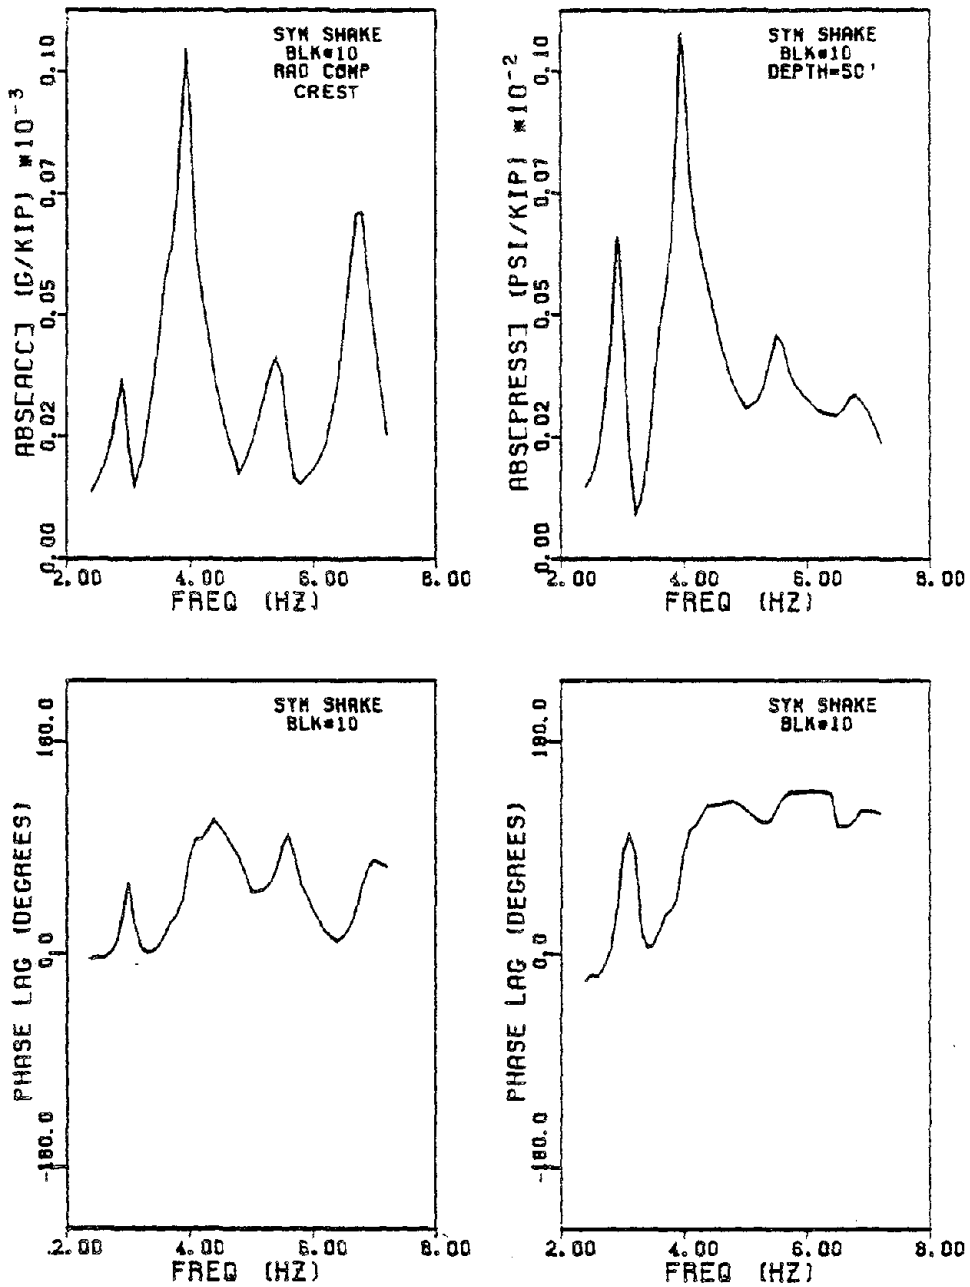 SYM SHAKE
BLK#10
RAD COMP
CREST
ABS[ACC] (G/KIP) *10-3
0.10
0.07
0.05
0.02
0.00
2.00 4.00 6.00 8.00
FREQ (HZ)
SYM SHAKE
BLK#10
DEPTH=50'
ABS[PRESS] (PSI/KIP) *10-2
0.10
0.07
0.05
0.02
0.00
2.00 4.00 6.00 8.00
FREQ (HZ)
SYM SHAKE
BLK#10
PHASE LAG (DEGREES)
180.0
0.0
-180.0
2.00 4.00 6.00 8.00
FREQ (HZ)
SYM SHAKE
BLK#10
PHASE LAG (DEGREES)
180.0
0.0
-180.0
2.00 4.00 6.00 8.00
FREQ (HZ)